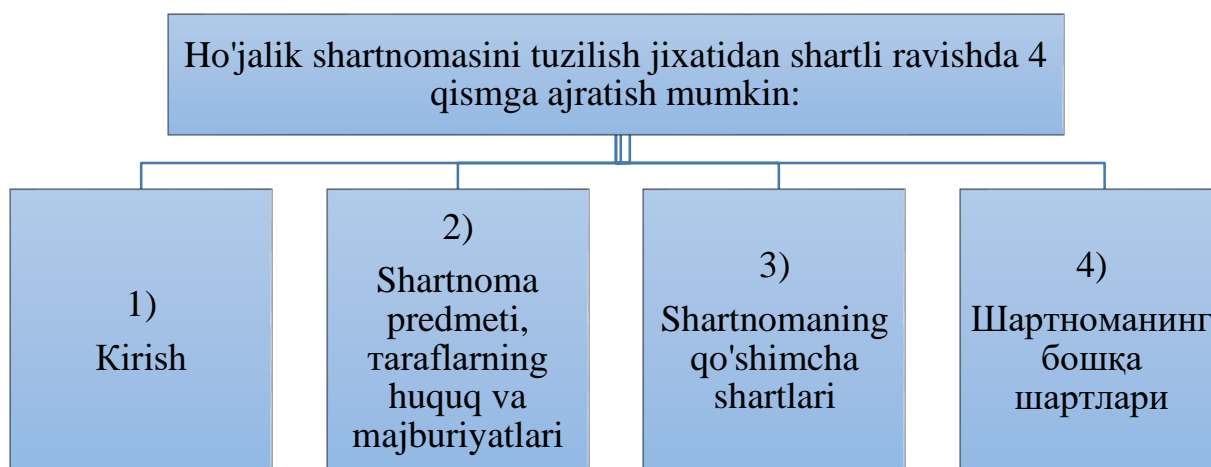 Ho'jalik shartnomasini tuzilish jixatidan shartli ravishda 4
qismga ajratish mumkin:
1)
Kirish
2)
Shartnoma
predmeti,
тaraflarning
huquq va
majburiyatlari
3)
Shartnomaning
qo'shimcha
shartlari
4)
Шартноманинг
бошқа
шартлари